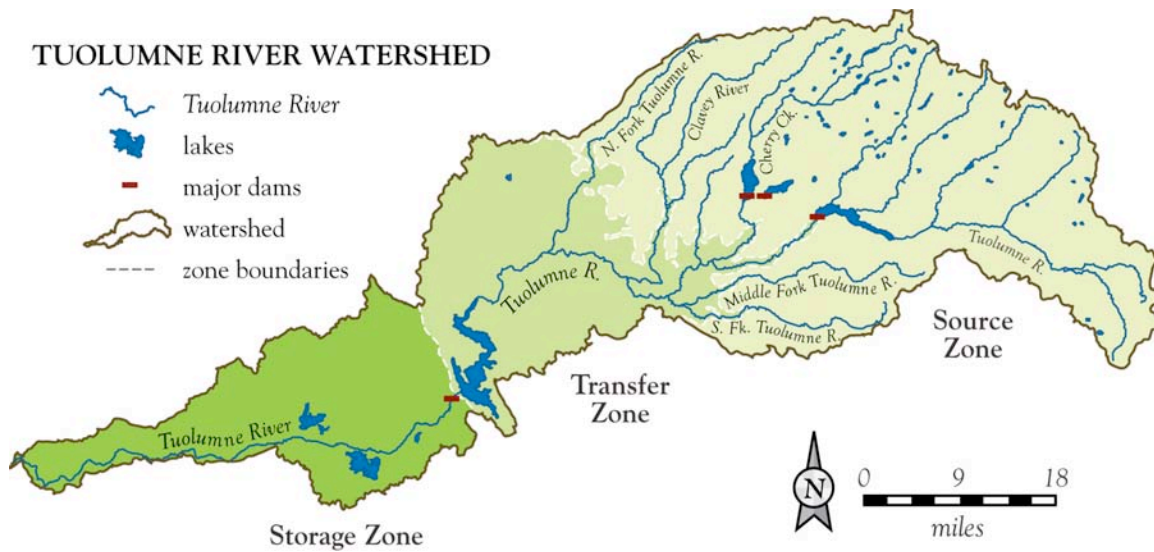 TUOLUMNE RIVER WATERSHED
Tuolumne River
lakes
major dams
watershed
zone boundaries
N. Fork Tuolumne R.
Clavey River
Cherry Ck.
Tuolumne R.
Tuolumne R.
Middle Fork Tuolumne R.
S. Fk. Tuolumne R.
Source
Zone
Transfer
Zone
Tuolumne River
Storage Zone
N
0 9 18
miles